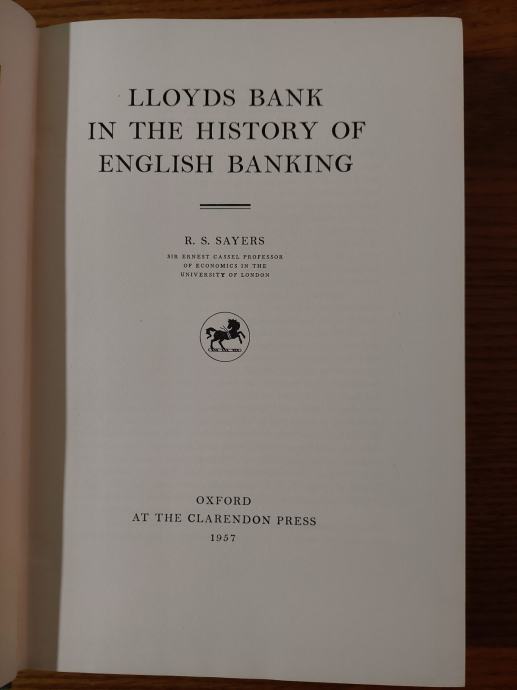 LLOYDS BANK
IN THE HISTORY OF
ENGLISH BANKING
R. S. SAYERS
SIR ERNEST CASSEL PROFESSOR
OF ECONOMICS IN THE
UNIVERSITY OF LONDON
OXFORD
AT THE CLARENDON PRESS
1957